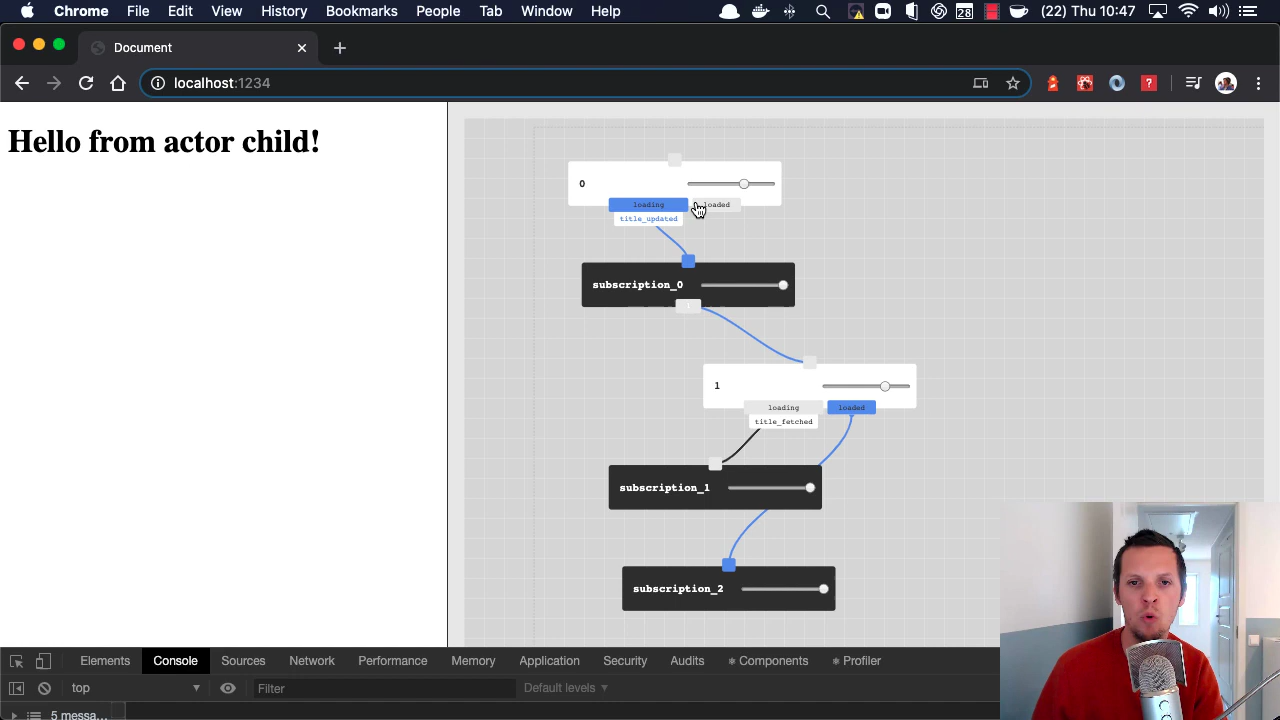 Chrome File Edit View History Bookmarks People Tab Window Help 28 (22) Thu 10:47
Document
localhost:1234
Hello from actor child!
0
loading loaded
title_updated
subscription_0
1
loading loaded
title_fetched
subscription_1
subscription_2
Elements Console Sources Network Performance Memory Application Security Audits Components Profiler
top Filter Default levels
5 messa...